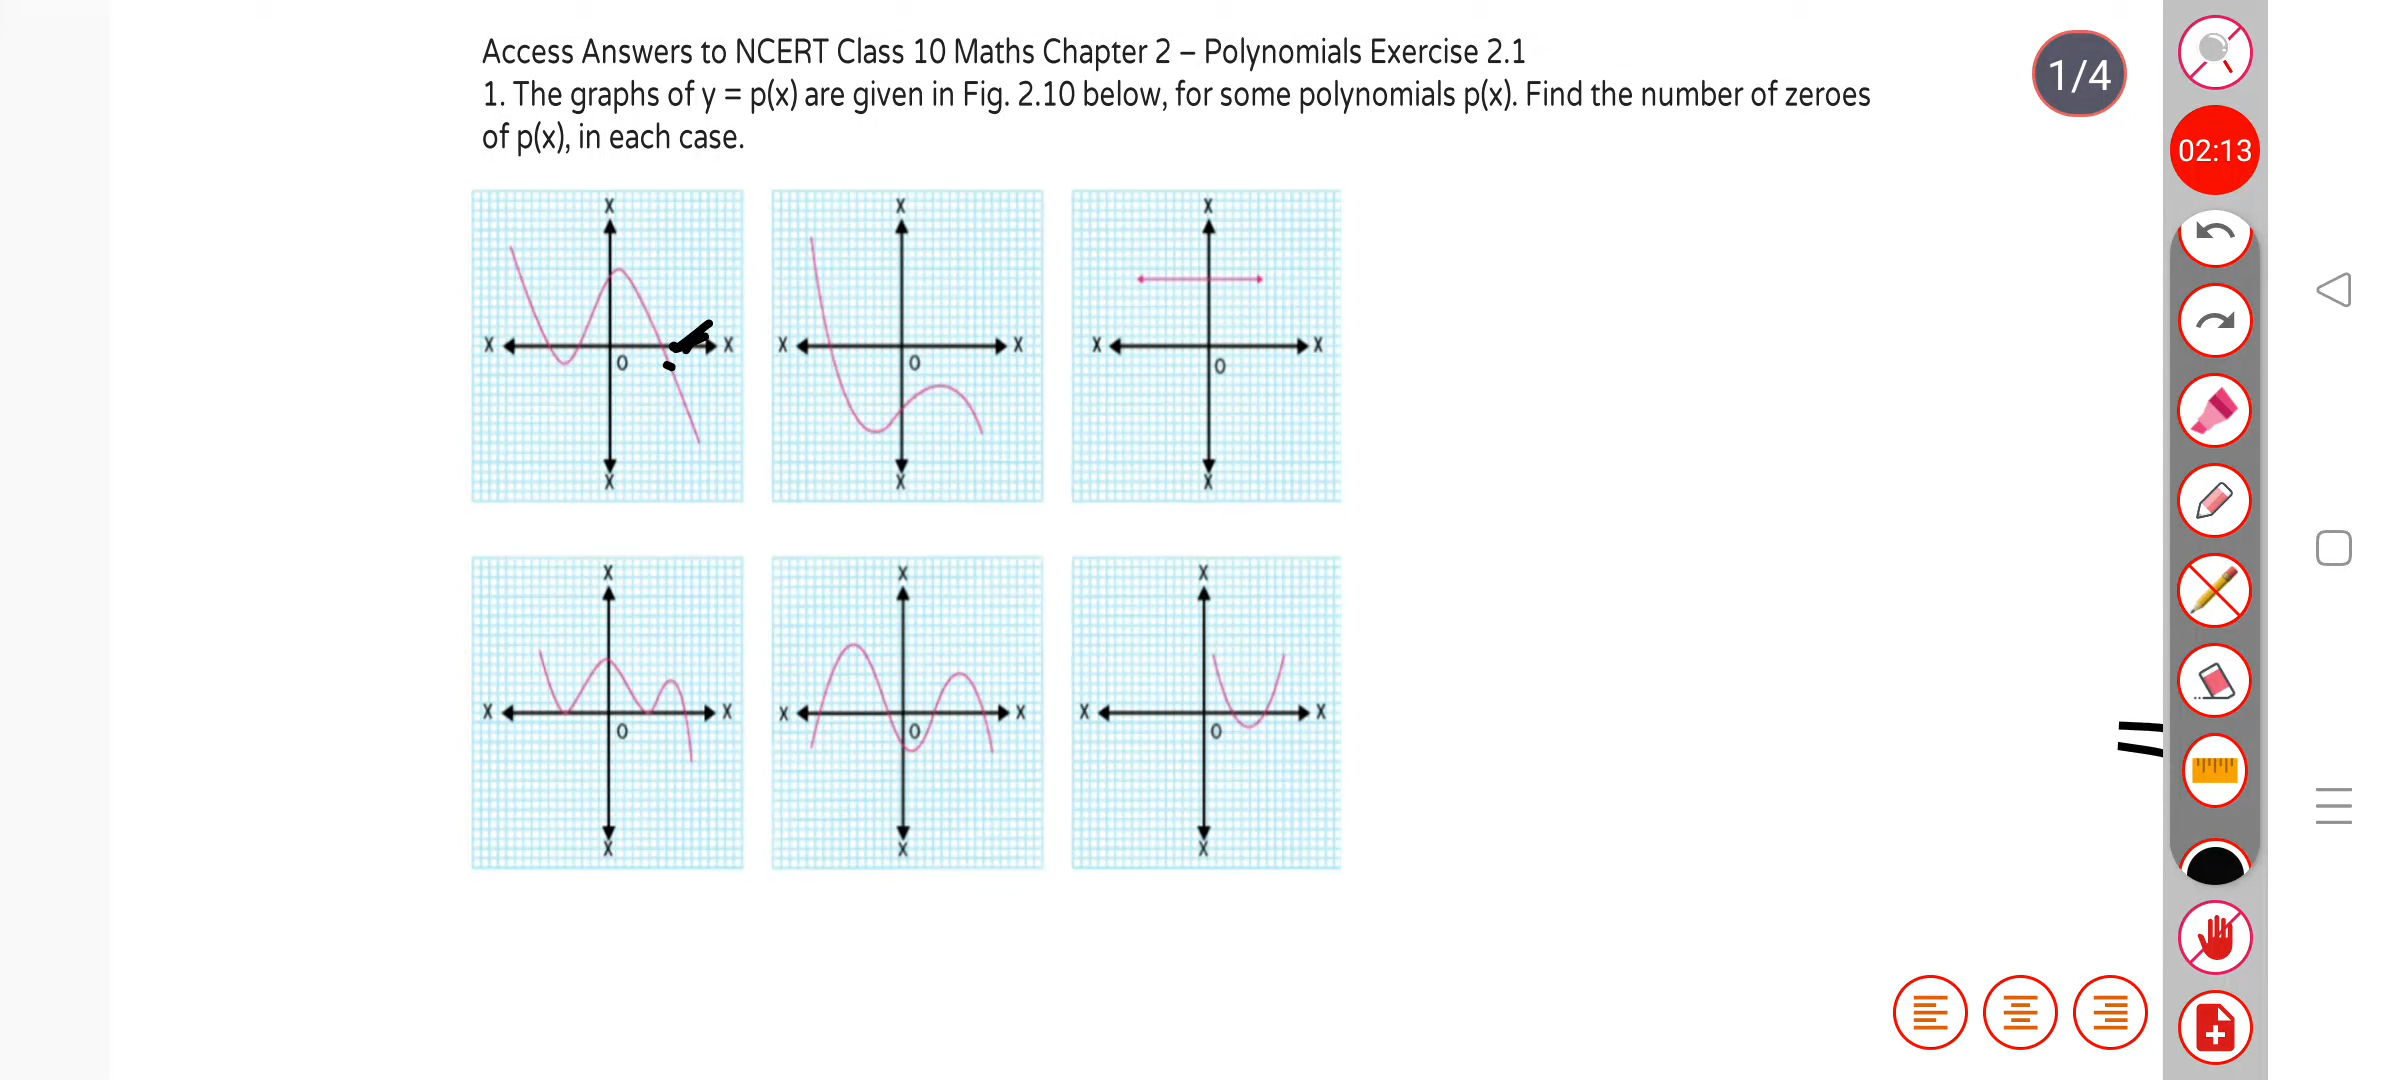 Access Answers to NCERT Class 10 Maths Chapter 2 – Polynomials Exercise 2.1
1. The graphs of y = p(x) are given in Fig. 2.10 below, for some polynomials p(x). Find the number of zeroes
of p(x), in each case.
1/4
02:13
X X X
X X X X X X
O O O
X X X
X X X
X X X X X X
O O O
X X X